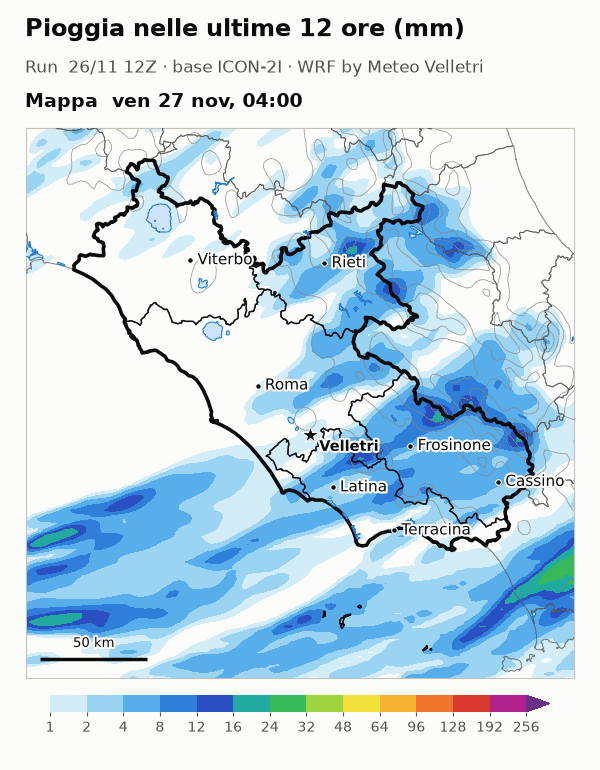 Pioggia nelle ultime 12 ore (mm)
Run  26/11 12Z · base ICON-2I · WRF by Meteo Velletri
Mappa  ven 27 nov, 04:00
Viterbo
Rieti
Roma
Velletri
Frosinone
Latina
Cassino
Terracina
50 km
1 2 4 8 12 16 24 32 48 64 96 128 192 256